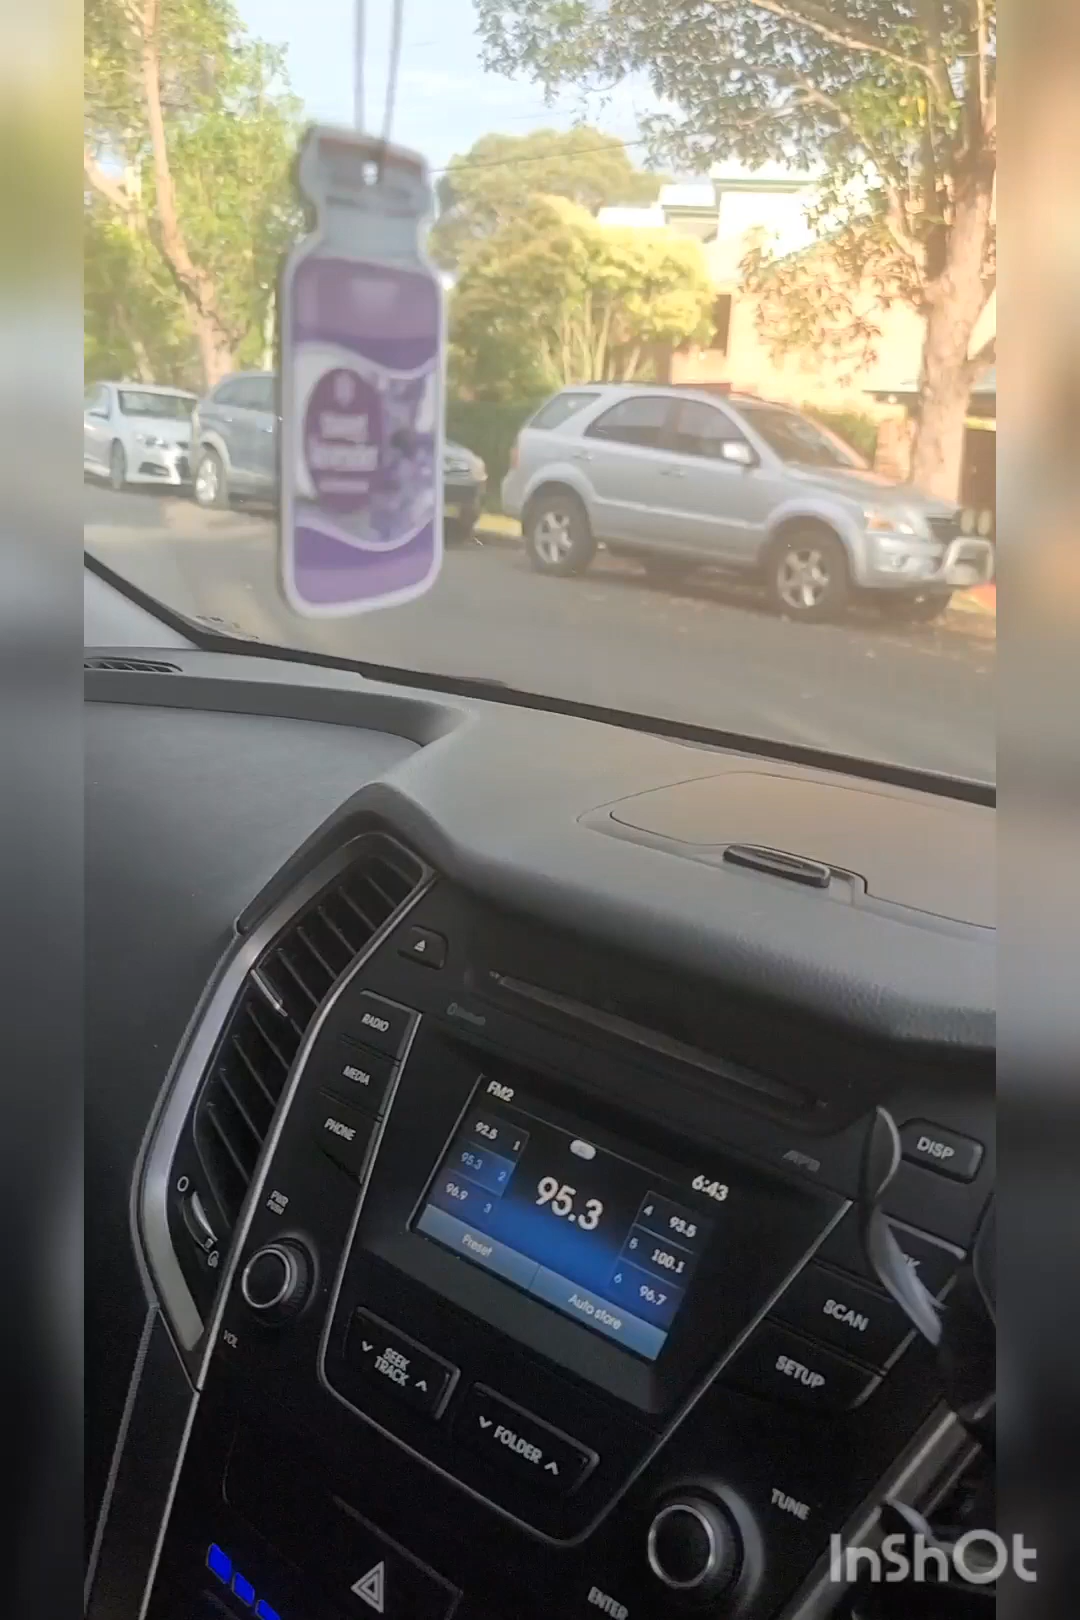 RADIO
MEDIA
PHONE
PWR
PUSH
VOL
FM2
6:43
92.5 1
95.3 2
96.9 3
95.3
4 93.5
5 100.1
6 96.7
Preset
Auto store
DISP
SCAN
SETUP
SEEK
TRACK
FOLDER
TUNE
ENTER
InShOt